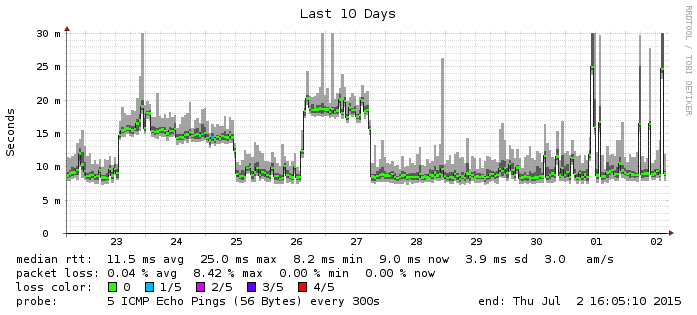 Last 10 Days
RRDTOOL / TOBI OETIKER
Seconds
30 m
25 m
20 m
15 m
10 m
5 m
0
23 24 25 26 27 28 29 30 01 02
median rtt: 11.5 ms avg 25.0 ms max 8.2 ms min 9.0 ms now 3.9 ms sd 3.0 am/s
packet loss: 0.04 % avg 8.42 % max 0.00 % min 0.00 % now
loss color: 0 1/5 2/5 3/5 4/5
probe: 5 ICMP Echo Pings (56 Bytes) every 300s end: Thu Jul 2 16:05:10 2015